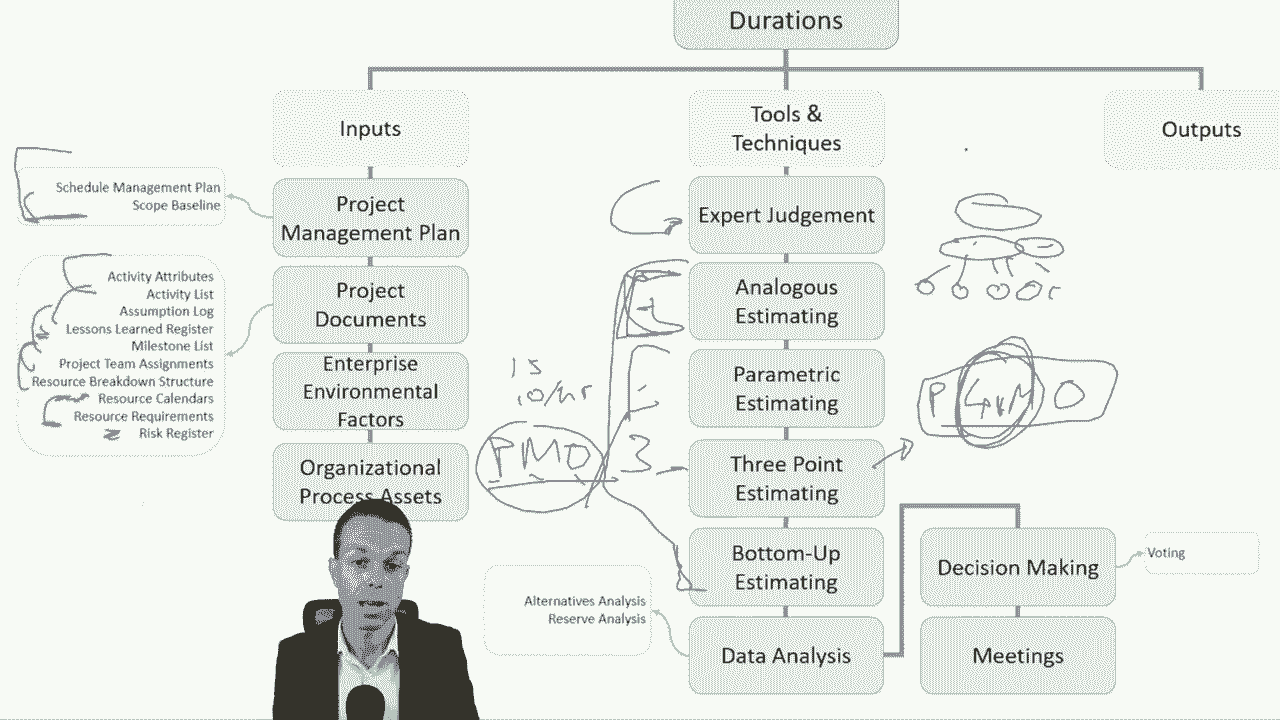 Durations
Inputs
Tools &
Techniques
Outputs
Schedule Management Plan
Scope Baseline
Project
Management Plan
Expert Judgement
Activity Attributes
Activity List
Assumption Log
Lessons Learned Register
Milestone List
Project Team Assignments
Resource Breakdown Structure
Resource Calendars
Resource Requirements
Risk Register
Project
Documents
Analogous
Estimating
Enterprise
Environmental
Factors
15
10/hr
Parametric
Estimating
Organizational
Process Assets
PMO
3
Three Point
Estimating
P 4xM O
Bottom-Up
Estimating
Alternatives Analysis
Reserve Analysis
Data Analysis
Decision Making
Voting
Meetings